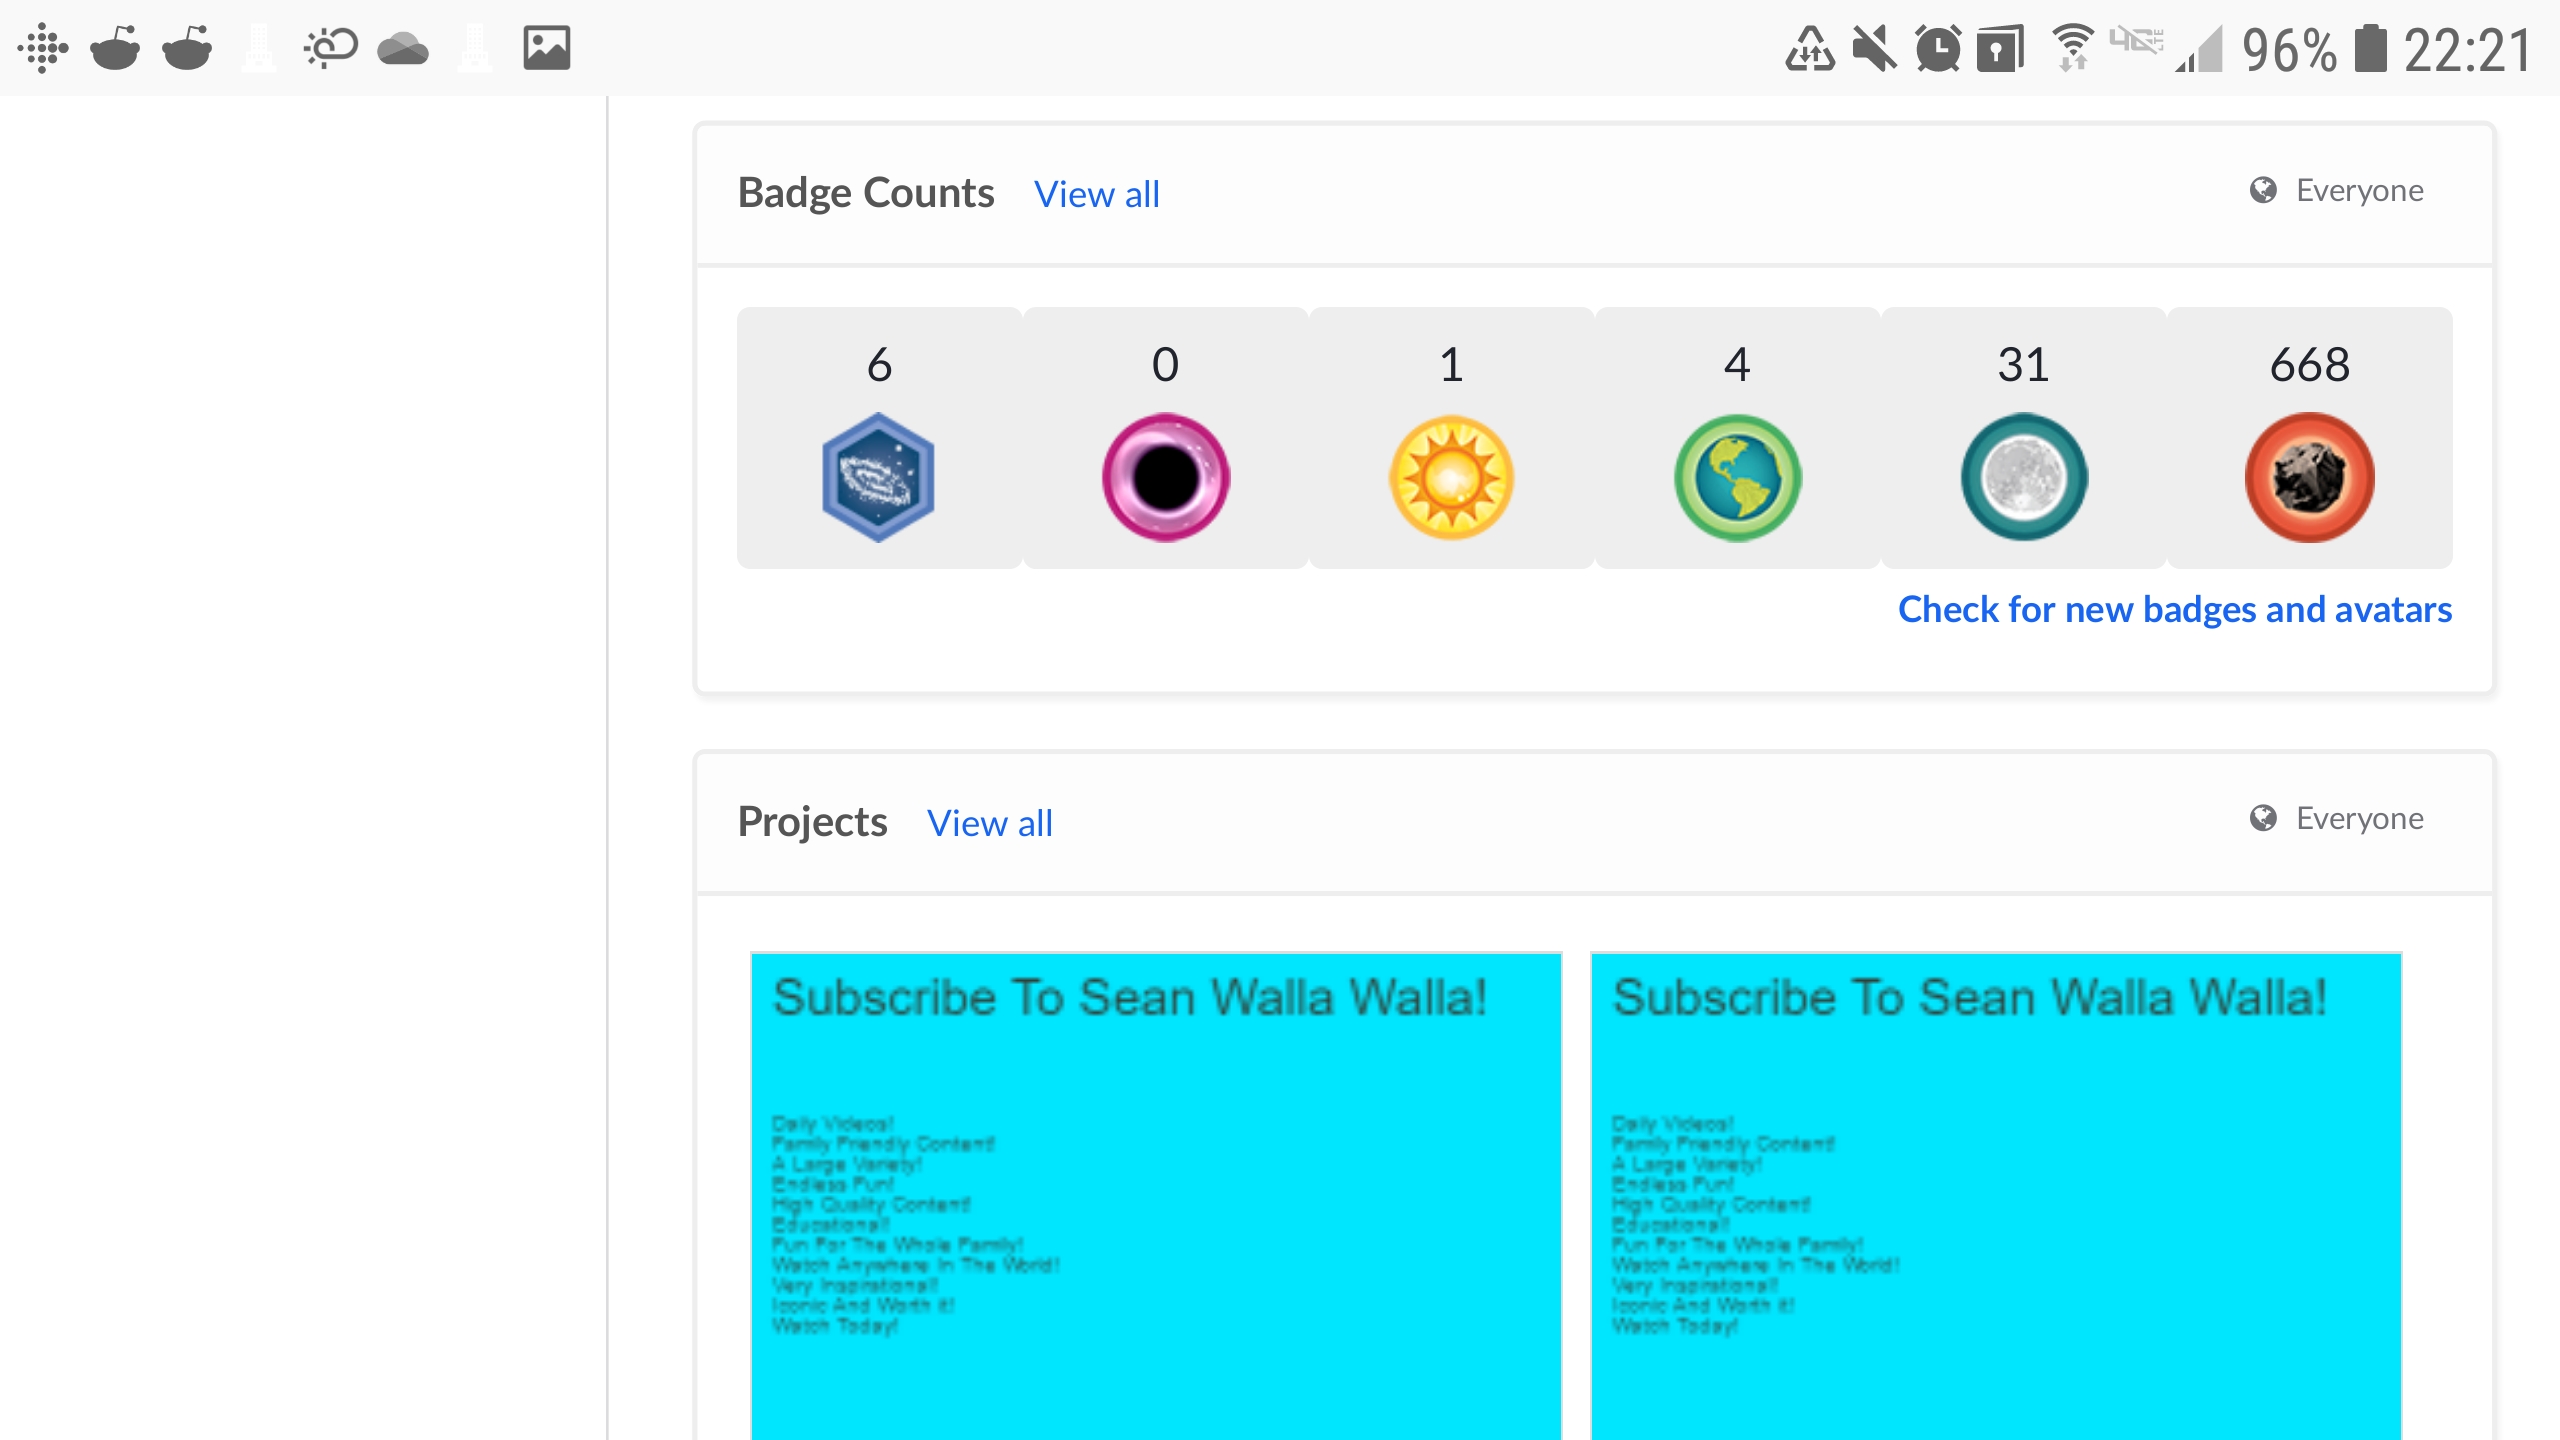 96% 22:21
Badge Counts View all Everyone
6 0 1 4 31 668
Check for new badges and avatars
Projects View all Everyone
Subscribe To Sean Walla Walla! Subscribe To Sean Walla Walla!
Daily Videos! Daily Videos!
Family Friendly Content! Family Friendly Content!
A Large Variety! A Large Variety!
Endless Fun! Endless Fun!
High Quality Content! High Quality Content!
Educational! Educational!
Fun For The Whole Family! Fun For The Whole Family!
Watch Anywhere In The World! Watch Anywhere In The World!
Very Inspirational! Very Inspirational!
Iconic And Worth It! Iconic And Worth It!
Watch Today! Watch Today!